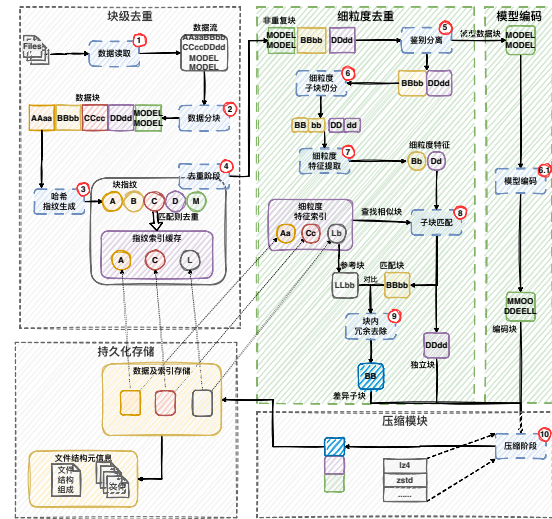 块级去重
Files
数据读取
1
数据流
AAaaBBbb
CCccDDdd
MODEL
MODEL
数据块
AAaa
BBbb
CCcc
DDdd
MODEL
MODEL
数据分块
2
去重阶段
4
哈希
指纹生成
3
块指纹
A
B
C
D
M
匹配则去重
指纹索引缓存
A
C
L
细粒度去重
非重复块
MODEL
MODEL
BBbb
DDdd
鉴别分离
5
模型数据块
细粒度
子块切分
6
BBbb
DDdd
BB
bb
DD
dd
细粒度
特征提取
7
细粒度特征
Bb
Dd
细粒度
特征索引
Aa
Cc
Lb
查找相似块
子块匹配
8
参考块
LLbb
对比
匹配块
BBbb
块内
冗余去除
9
BB
差异子块
DDdd
独立块
模型编码
MODEL
MODEL
模型编码
6.1
MMOO
DDEELL
编码块
持久化存储
数据及索引存储
文件结构元信息
文件
结构
组成
文件
压缩模块
压缩阶段
10
lz4
zstd
......